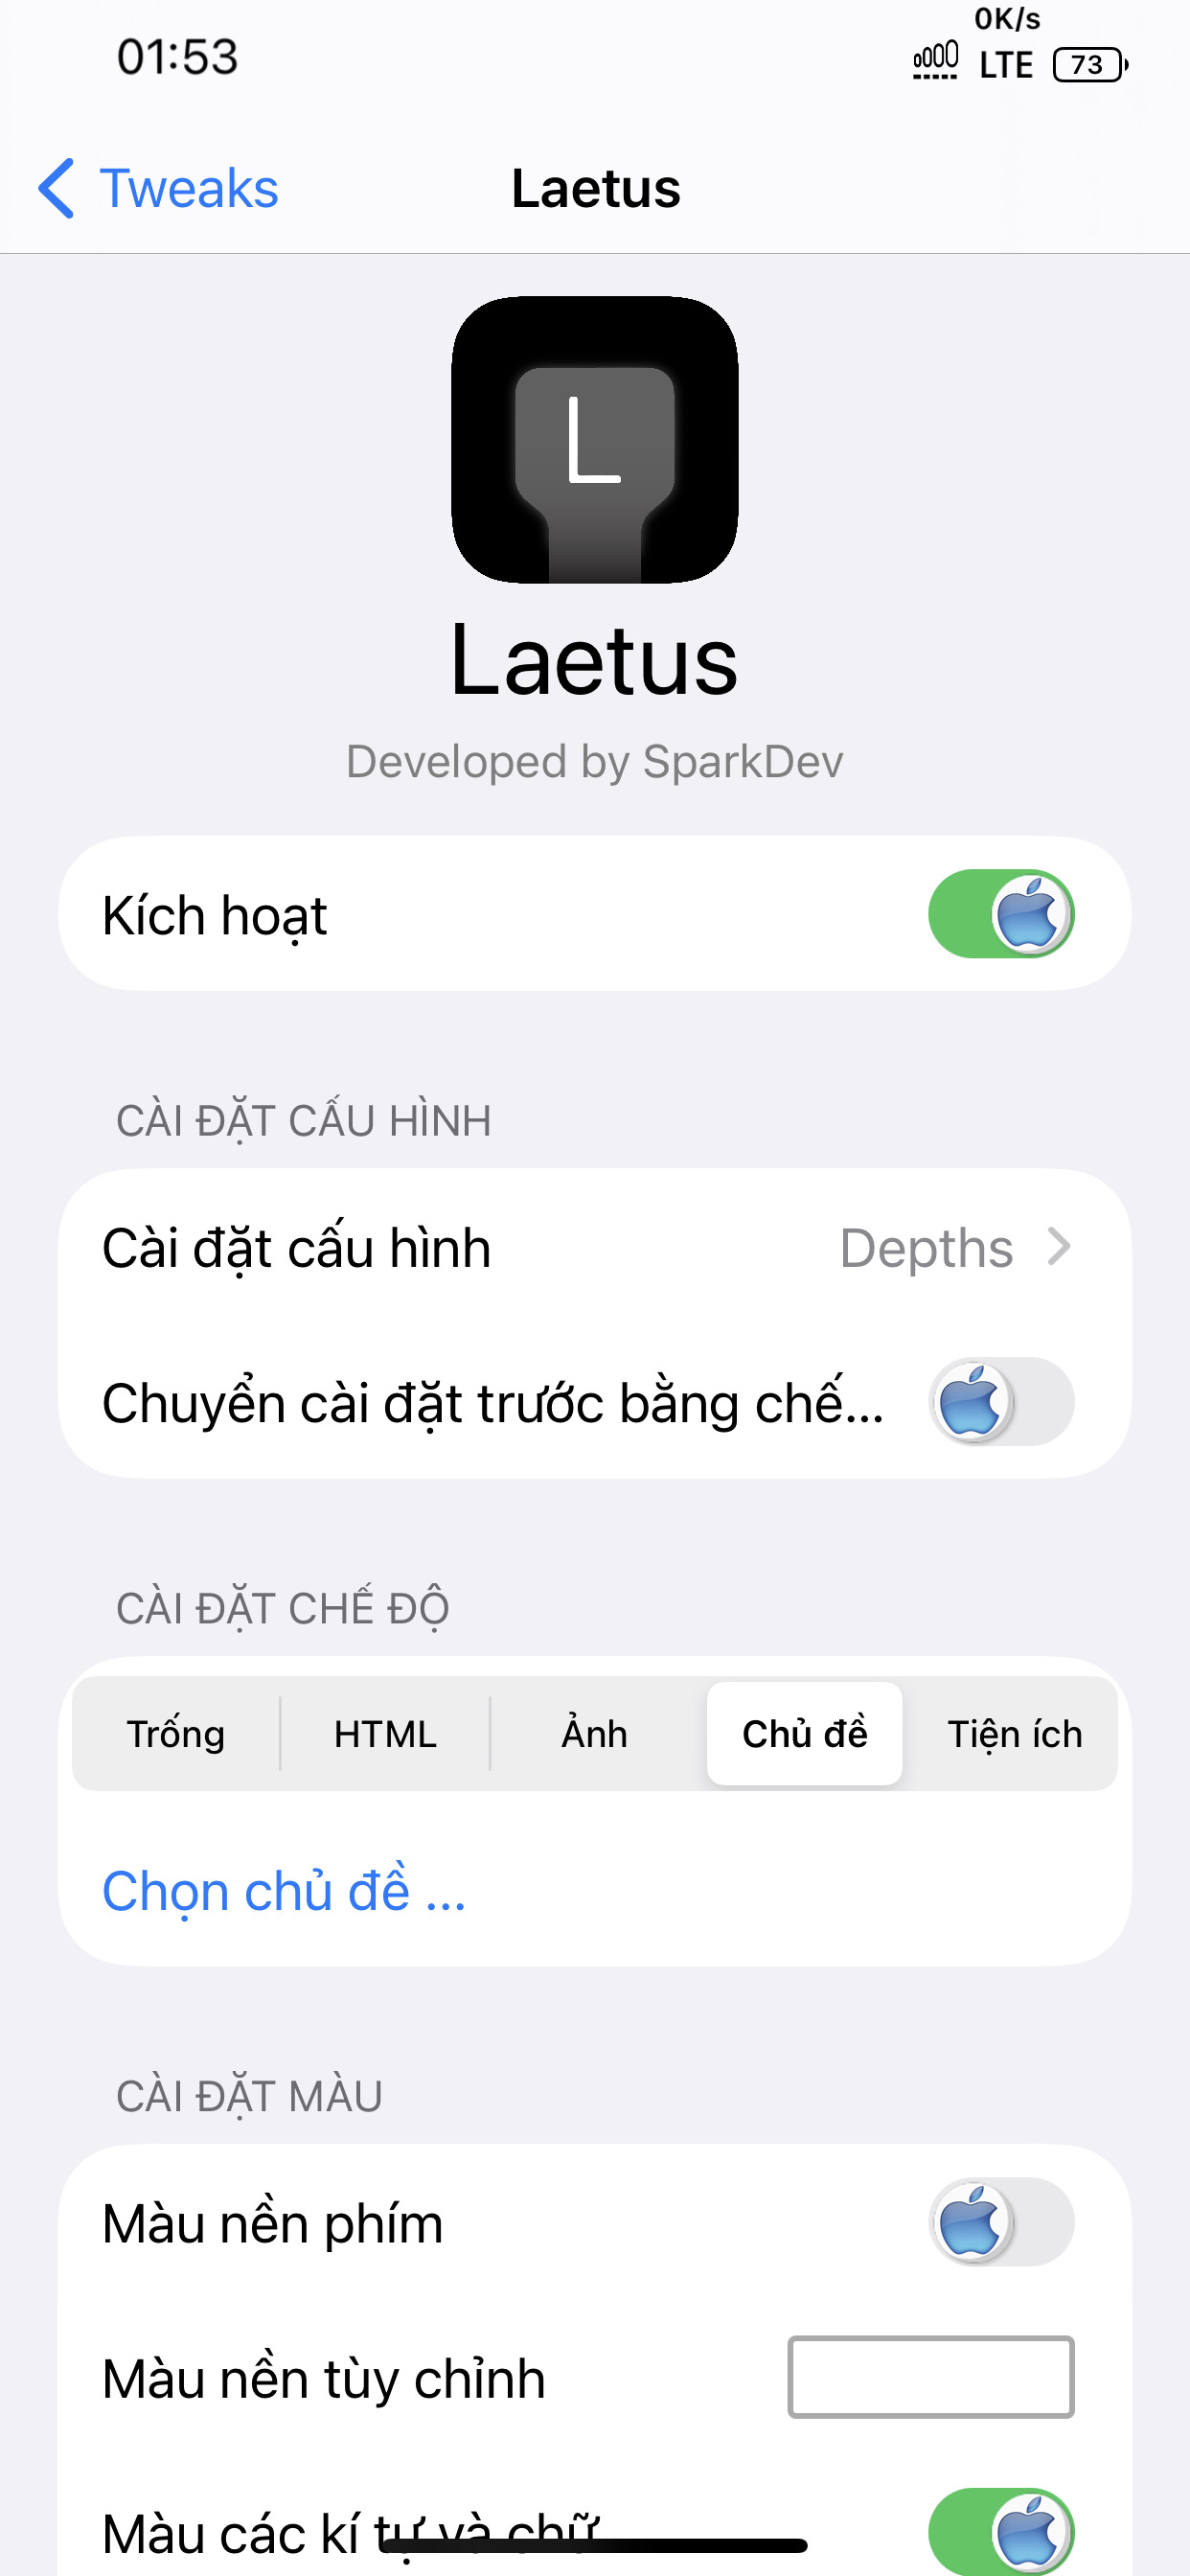 0K/s
01:53
LTE 73
Tweaks Laetus
L
Laetus
Developed by SparkDev
Kích hoạt
CÀI ĐẶT CẤU HÌNH
Cài đặt cấu hình Depths
Chuyển cài đặt trước bằng chế...
CÀI ĐẶT CHẾ ĐỘ
Trống HTML Ảnh Chủ đề Tiện ích
Chọn chủ đề ...
CÀI ĐẶT MÀU
Màu nền phím
Màu nền tùy chỉnh
Màu các kí tự và chữ